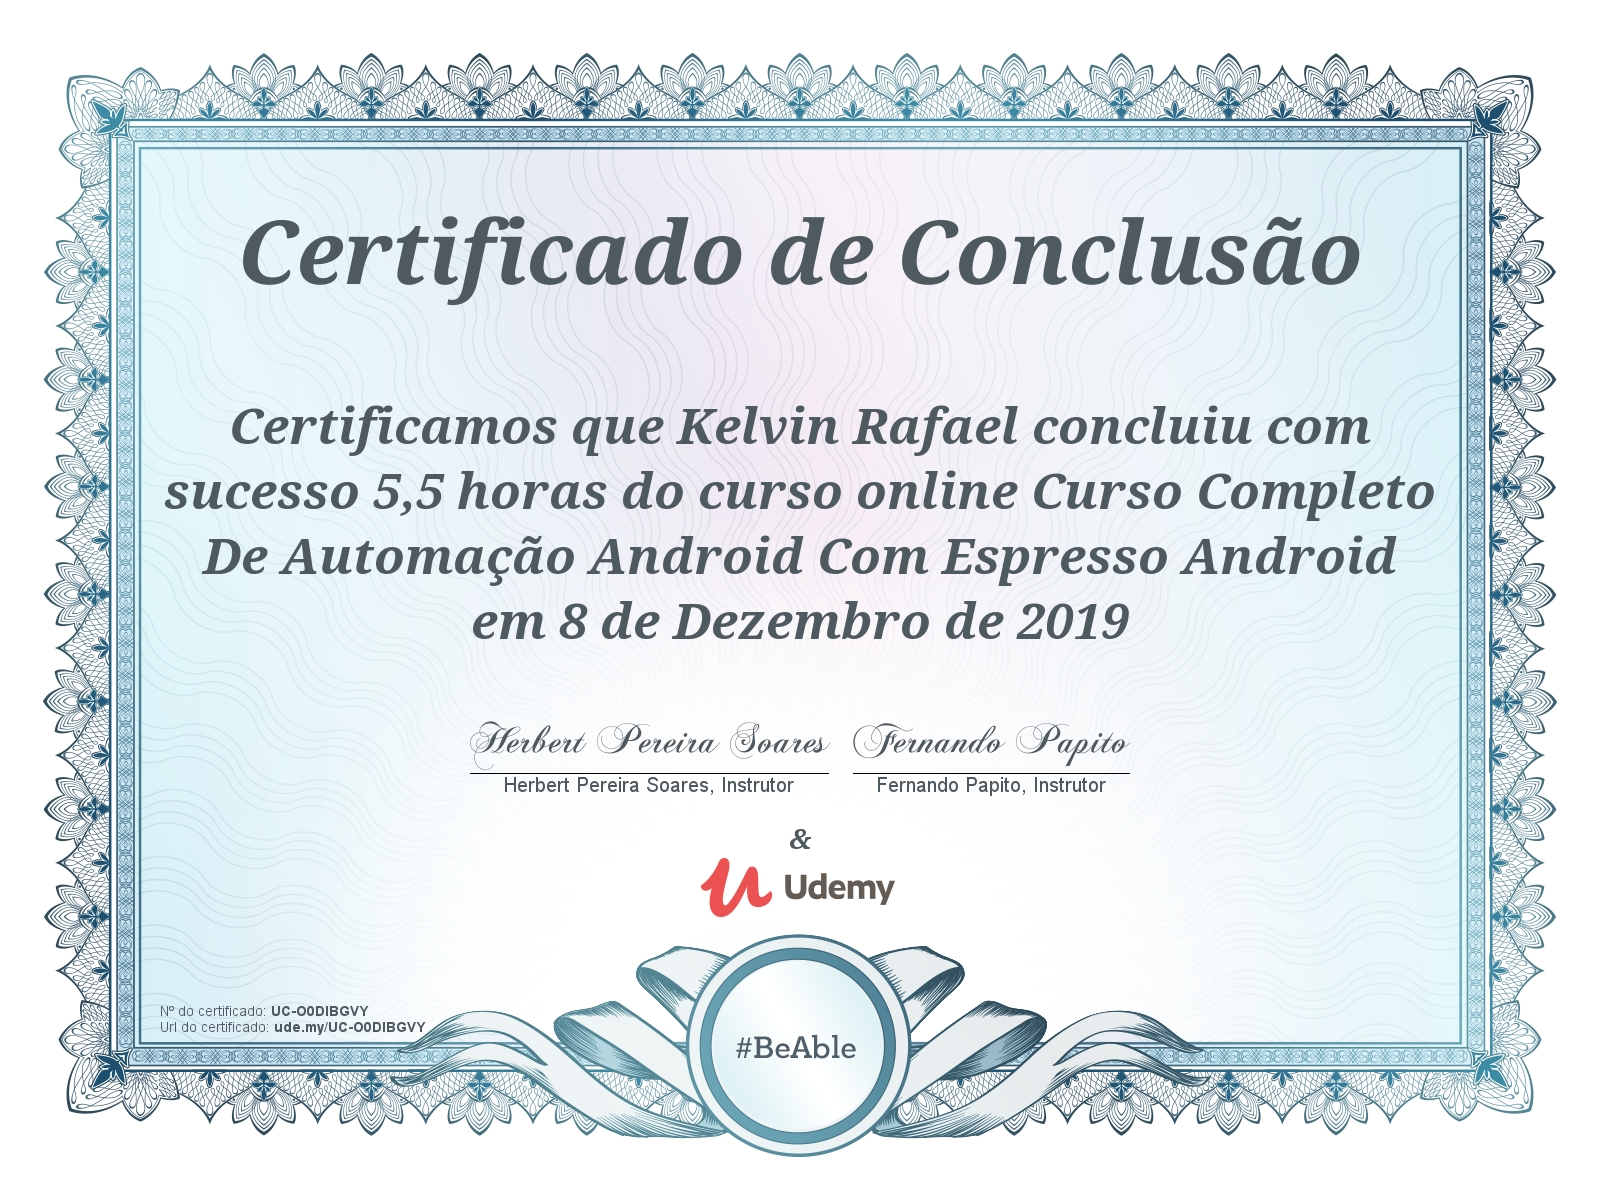 Certificado de Conclusão
Certificamos que Kelvin Rafael concluiu com
sucesso 5,5 horas do curso online Curso Completo
De Automação Android Com Espresso Android
em 8 de Dezembro de 2019
Herbert Pereira Soares Fernando Papito
Herbert Pereira Soares, Instrutor Fernando Papito, Instrutor
&
Udemy
Nº do certificado: UC-O0DIBGVY
Url do certificado: ude.my/UC-O0DIBGVY
#BeAble